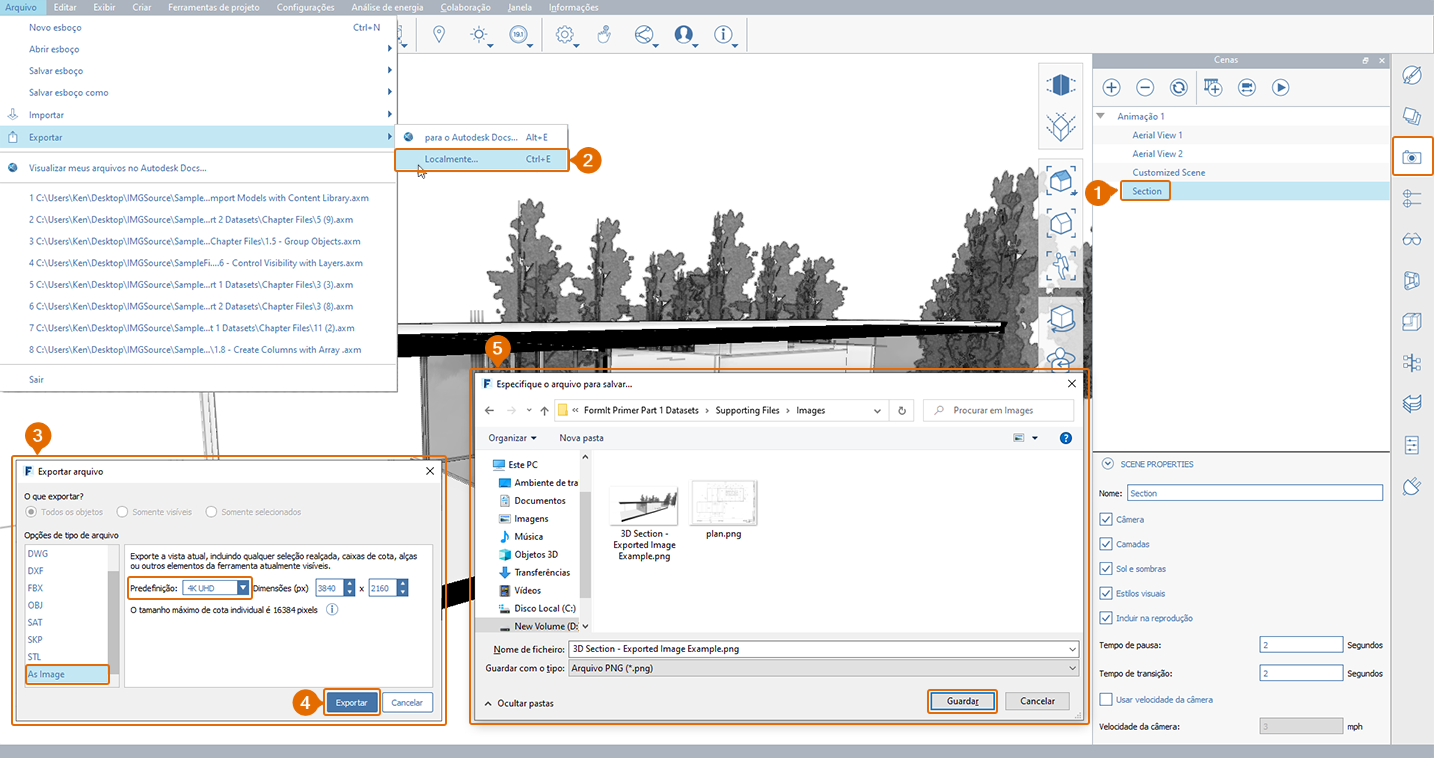 Arquivo Editar Exibir Criar Ferramentas de projeto Configurações Análise de energia Colaboração Janela Informações
Novo esboço Ctrl+N
Abrir esboço
Salvar esboço
Salvar esboço como
Importar
Exportar
para o Autodesk Docs... Alt+E
Localmente... Ctrl+E
2
Visualizar meus arquivos no Autodesk Docs...
1 C:\Users\Ken\Desktop\IMGSource\Sample...mport Models with Content Library.axm
2 C:\Users\Ken\Desktop\IMGSource\Sample...rt 2 Datasets\Chapter Files\5 (9).axm
3 C:\Users\Ken\Desktop\IMGSource\Sample...Chapter Files\1.5 - Group Objects.axm
4 C:\Users\Ken\Desktop\IMGSource\SampleFi....6 - Control Visibility with Layers.axm
5 C:\Users\Ken\Desktop\IMGSource\Sample...rt 1 Datasets\Chapter Files\3 (3).axm
6 C:\Users\Ken\Desktop\IMGSource\Sample...rt 2 Datasets\Chapter Files\3 (8).axm
7 C:\Users\Ken\Desktop\IMGSource\Sample...t 1 Datasets\Chapter Files\11 (2).axm
8 C:\Users\Ken\Desktop\IMGSource\Sample...\1.8 - Create Columns with Array .axm
Sair
19.1
Cenas
Animação 1
Aerial View 1
Aerial View 2
Customized Scene
1
Section
3
Exportar arquivo
O que exportar?
Todos os objetos Somente visíveis Somente selecionados
Opções de tipo de arquivo
DWG
DXF
FBX
OBJ
SAT
SKP
STL
As Image
Exporte a vista atual, incluindo qualquer seleção realçada, caixas de cota, alças
ou outros elementos da ferramenta atualmente visíveis.
Predefinição: 4K UHD Dimensões (px) 3840 x 2160
O tamanho máximo de cota individual é 16384 pixels
4
Exportar Cancelar
5
Especifique o arquivo para salvar...
« FormIt Primer Part 1 Datasets > Supporting Files > Images
Procurar em Images
Organizar Nova pasta
Este PC
Ambiente de tra
Documentos
Imagens
Música
Objetos 3D
Transferências
Vídeos
Disco Local (C:)
New Volume (D:
3D Section -
Exported Image
Example.png
plan.png
Nome de ficheiro: 3D Section - Exported Image Example.png
Guardar com o tipo: Arquivo PNG (*.png)
Ocultar pastas
Guardar Cancelar
SCENE PROPERTIES
Nome: Section
Câmera
Camadas
Sol e sombras
Estilos visuais
Incluir na reprodução
Tempo de pausa: 2 Segundos
Tempo de transição: 2 Segundos
Usar velocidade da câmera
Velocidade da câmera: 3 mph